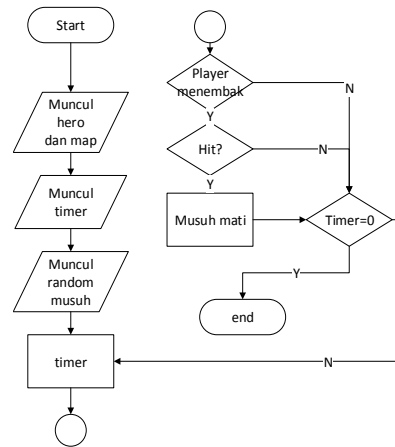 Start
Muncul
hero
dan map
Muncul
timer
Muncul
random
musuh
timer
Player
menembak
N
Y
Hit?
N
Y
Musuh mati
Timer=0
Y
end
N